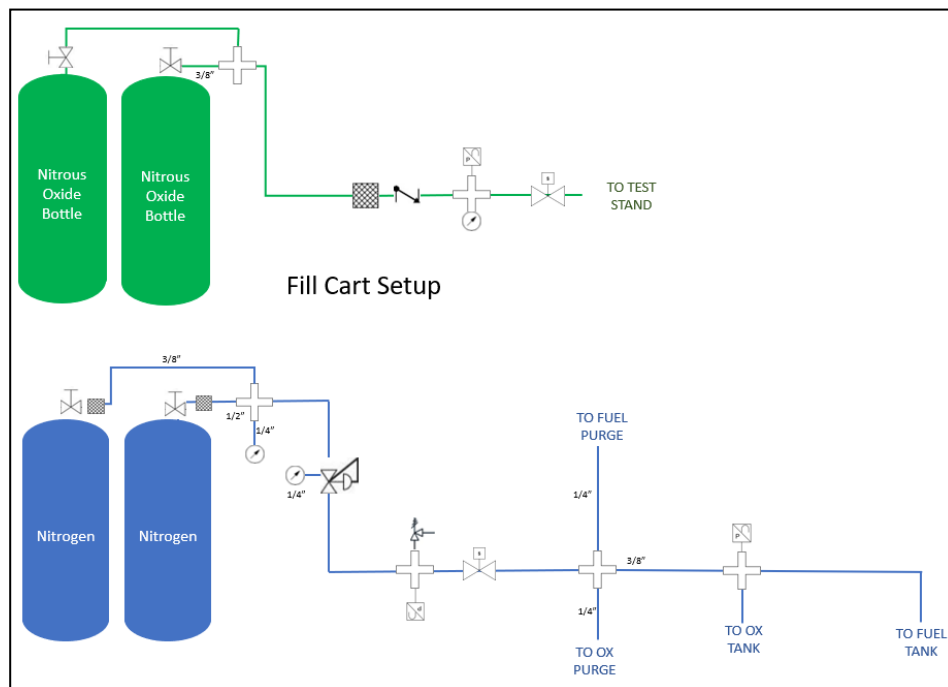 3/8"
Nitrous
Oxide
Bottle
Nitrous
Oxide
Bottle
P
S
TO TEST
STAND
Fill Cart Setup
3/8"
1/2"
1/4"
TO FUEL
PURGE
1/4"
1/4"
Nitrogen
Nitrogen
P
S
3/8"
1/4"
TO OX
PURGE
TO OX
TANK
TO FUEL
TANK